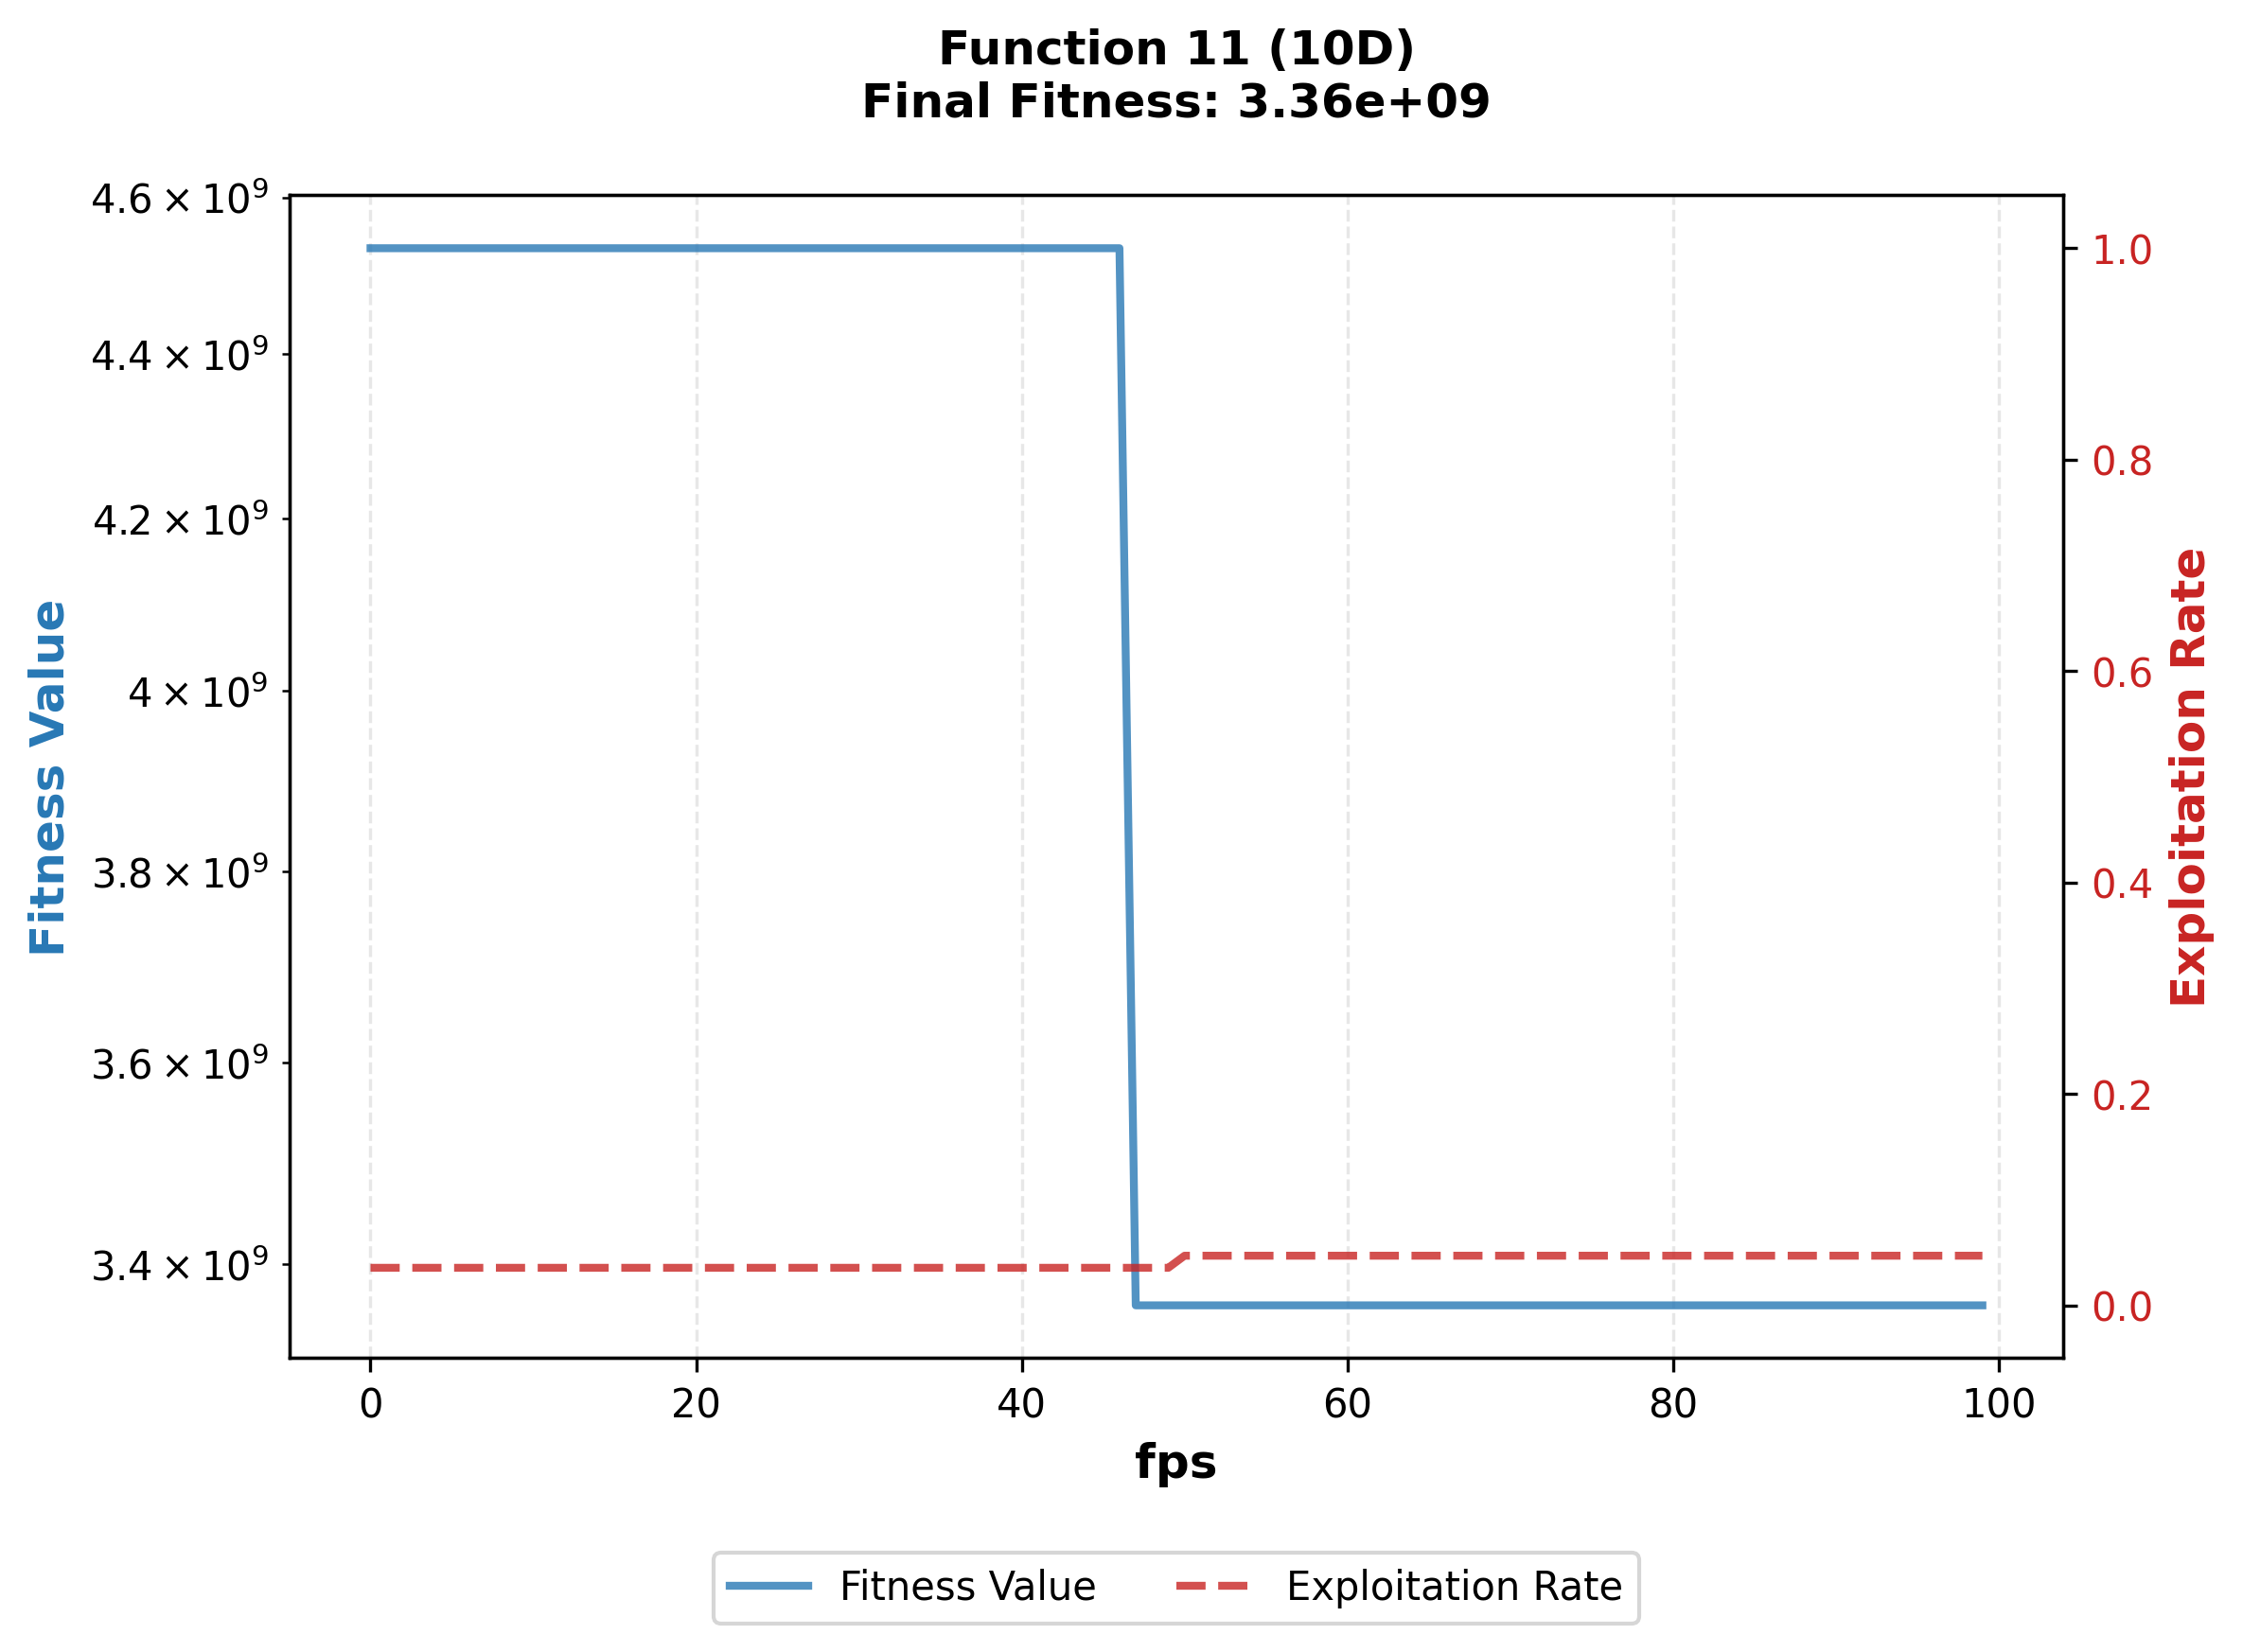 Function 11 (10D)
Final Fitness: 3.36e+09
4.6 × 10⁹
4.4 × 10⁹
4.2 × 10⁹
4 × 10⁹
3.8 × 10⁹
3.6 × 10⁹
3.4 × 10⁹
Fitness Value
1.0
0.8
0.6
0.4
0.2
0.0
Exploitation Rate
0 20 40 60 80 100
fps
Fitness Value Exploitation Rate